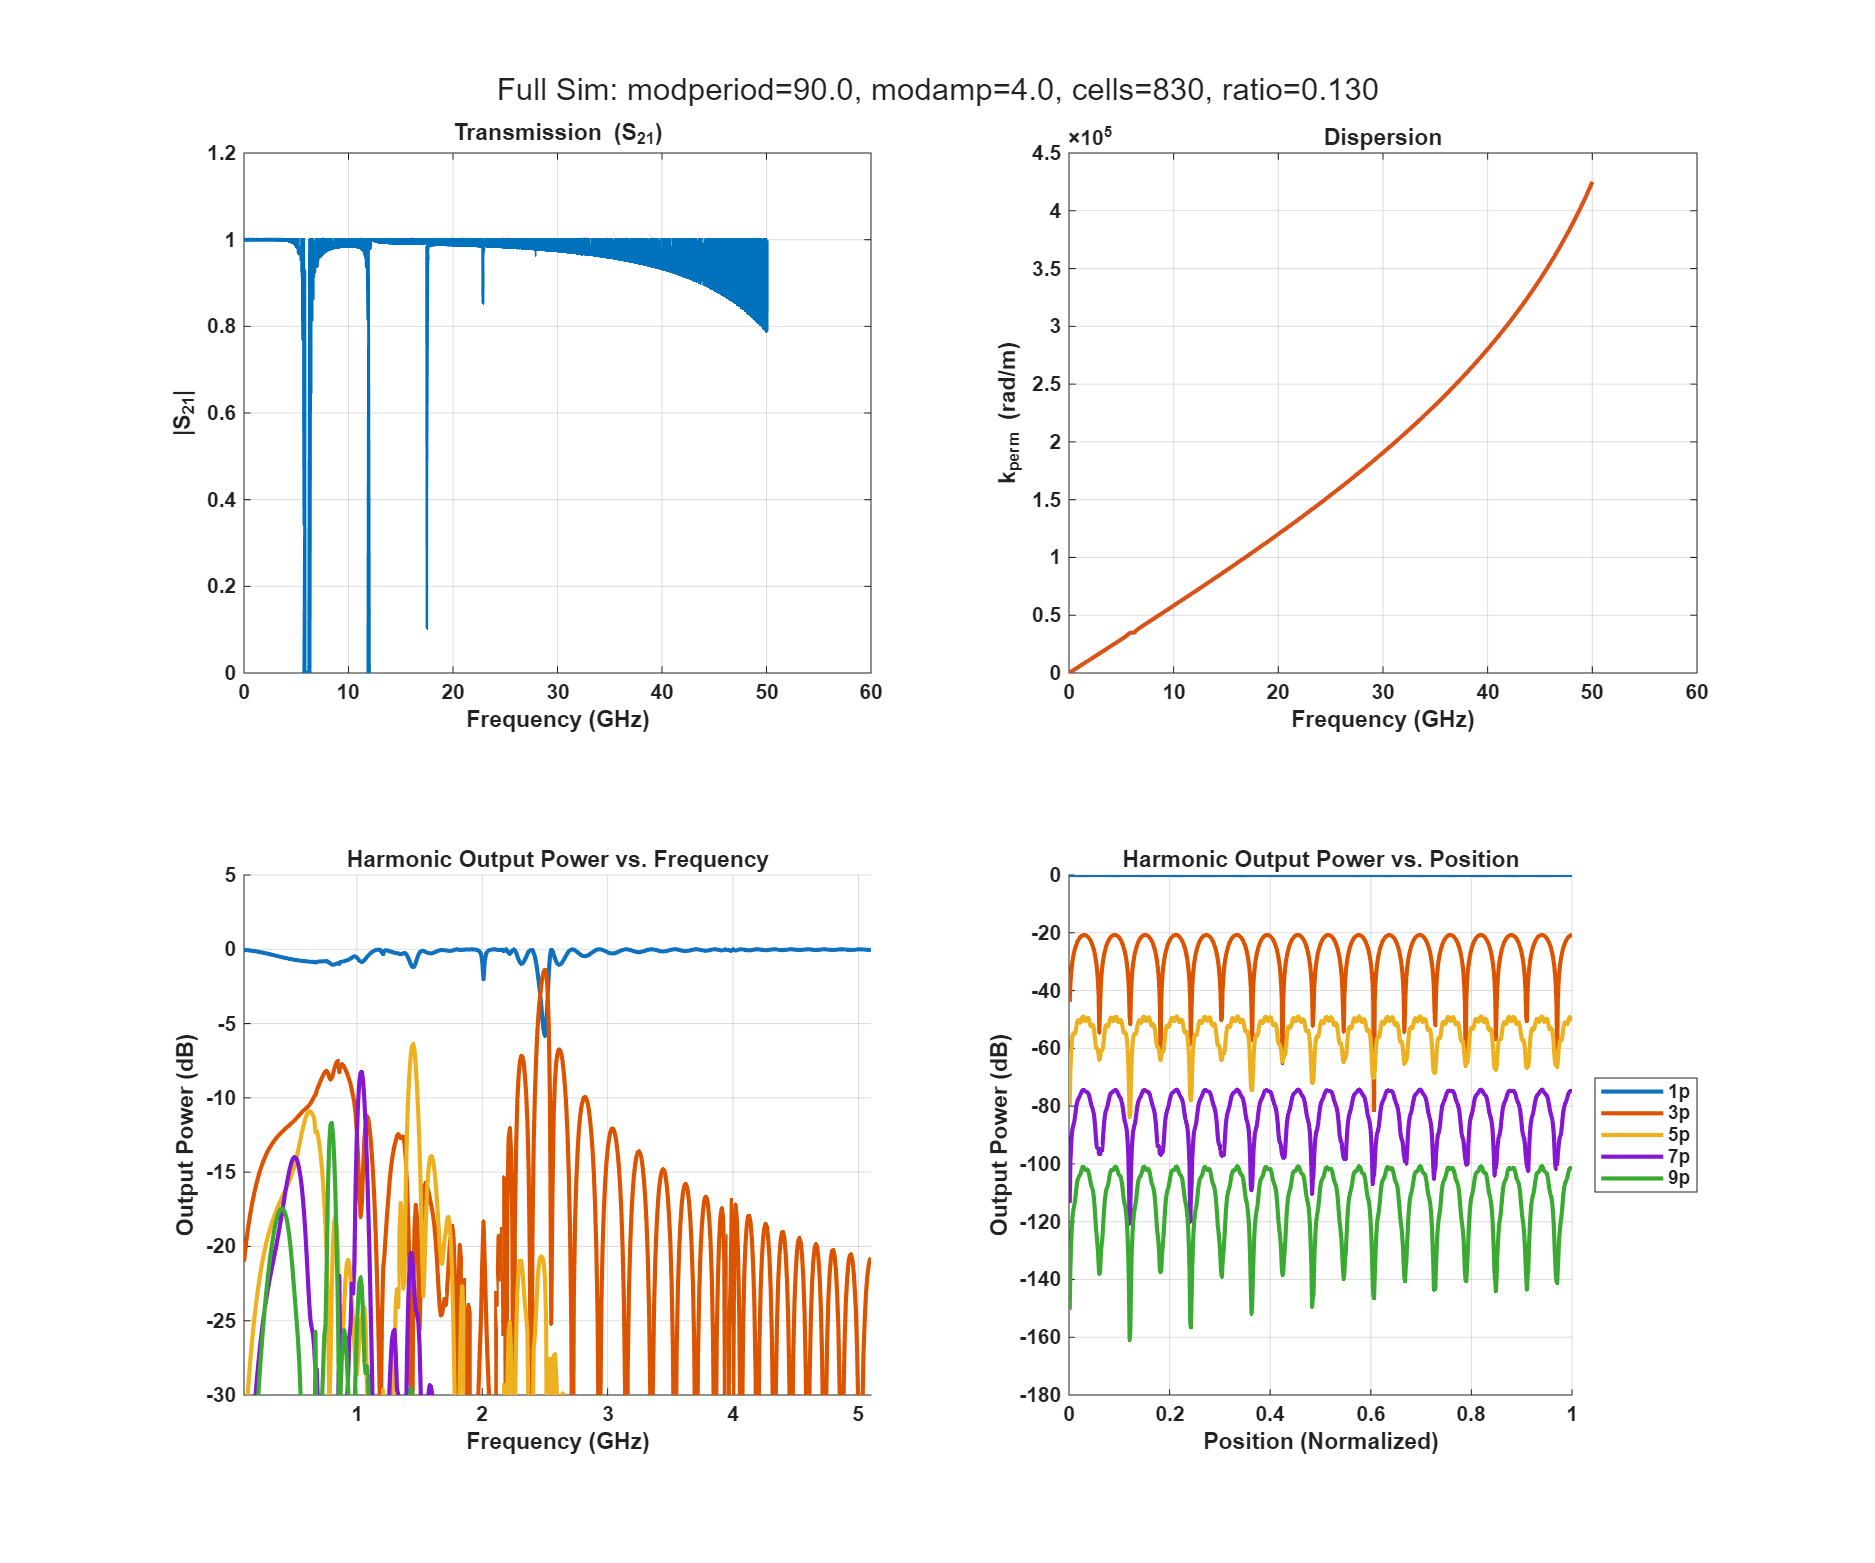 Full Sim: modperiod=90.0, modamp=4.0, cells=830, ratio=0.130
Transmission (S21)
1.2
1
0.8
0.6
0.4
0.2
0
|S21|
0 10 20 30 40 50 60
Frequency (GHz)
×10^5
Dispersion
4.5
4
3.5
3
2.5
2
1.5
1
0.5
0
kperm (rad/m)
0 10 20 30 40 50 60
Frequency (GHz)
Harmonic Output Power vs. Frequency
5
0
-5
-10
-15
-20
-25
-30
Output Power (dB)
1 2 3 4 5
Frequency (GHz)
Harmonic Output Power vs. Position
0
-20
-40
-60
-80
-100
-120
-140
-160
-180
Output Power (dB)
0 0.2 0.4 0.6 0.8 1
Position (Normalized)
1p
3p
5p
7p
9p